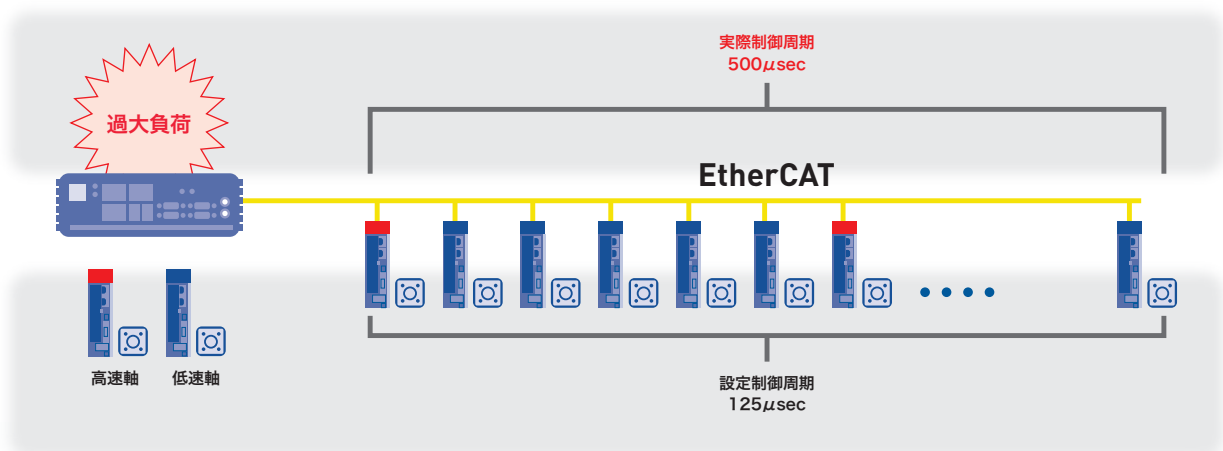 実際制御周期
500μsec
過大負荷
EtherCAT
高速軸
低速軸
設定制御周期
125μsec